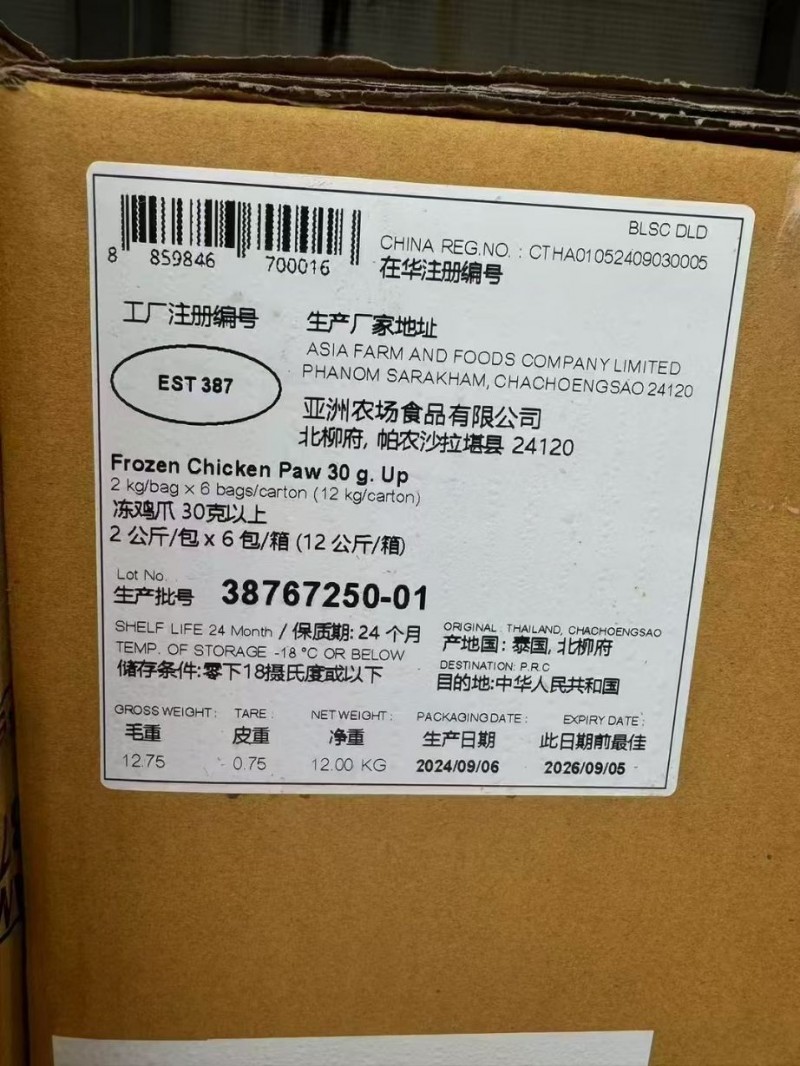 BLSC DLD
8 859846 700016
CHINA REG.NO. : CTHA01052409030005
在华注册编号
工厂注册编号
EST 387
生产厂家地址
ASIA FARM AND FOODS COMPANY LIMITED
PHANOM SARAKHAM, CHACHOENGSAO 24120
亚洲农场食品有限公司
北柳府, 帕农沙拉堪县 24120
Frozen Chicken Paw 30 g. Up
2 kg/bag x 6 bags/carton (12 kg/carton)
冻鸡爪 30克以上
2 公斤/包 x 6 包/箱 (12 公斤/箱)
Lot No.
生产批号 38767250-01
SHELF LIFE 24 Month / 保质期: 24 个月
TEMP. OF STORAGE -18 °C OR BELOW
储存条件:零下18摄氏度或以下
ORIGINAL : THAILAND, CHACHOENGSAO
产地国 : 泰国, 北柳府
DESTINATION: P.R.C
目的地:中华人民共和国
GROSS WEIGHT : TARE : NET WEIGHT : PACKAGING DATE : EXPIRY DATE :
毛重 皮重 净重 生产日期 此日期前最佳
12.75 0.75 12.00 KG 2024/09/06 2026/09/05